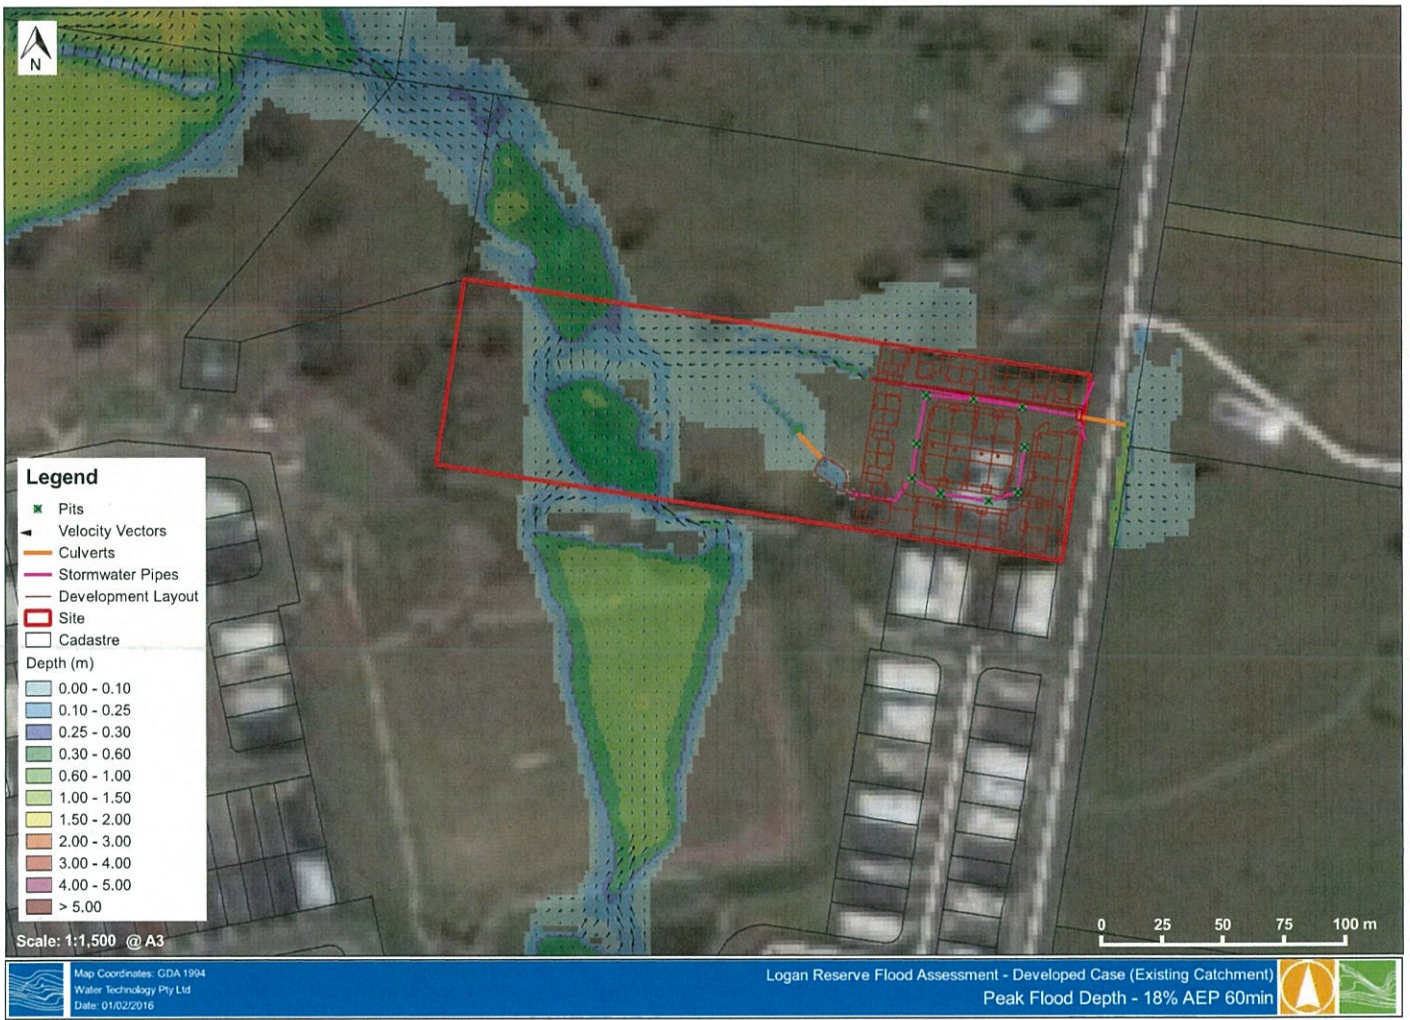 N
Legend
Pits
Velocity Vectors
Culverts
Stormwater Pipes
Development Layout
Site
Cadastre
Depth (m)
0.00 - 0.10
0.10 - 0.25
0.25 - 0.30
0.30 - 0.60
0.60 - 1.00
1.00 - 1.50
1.50 - 2.00
2.00 - 3.00
3.00 - 4.00
4.00 - 5.00
> 5.00
Scale: 1:1,500 @ A3
0 25 50 75 100 m
Map Coordinates: GDA 1994
Water Technology Pty Ltd
Date: 01/02/2016
Logan Reserve Flood Assessment - Developed Case (Existing Catchment)
Peak Flood Depth - 18% AEP 60min